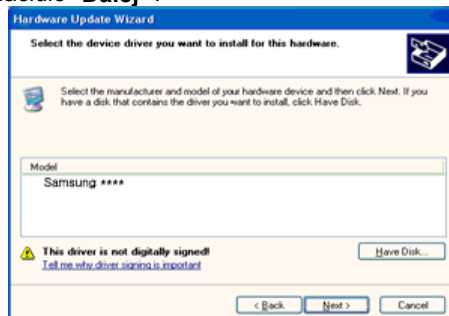 Hardware Update Wizard
Select the device driver you want to install for this hardware.
Select the manufacturer and model of your hardware device and then click Next. If you
have a disk that contains the driver you want to install, click Have Disk.
Model
Samsung ****
This driver is not digitally signed!
Tell me why driver signing is important
Have Disk...
< Back
Next >
Cancel